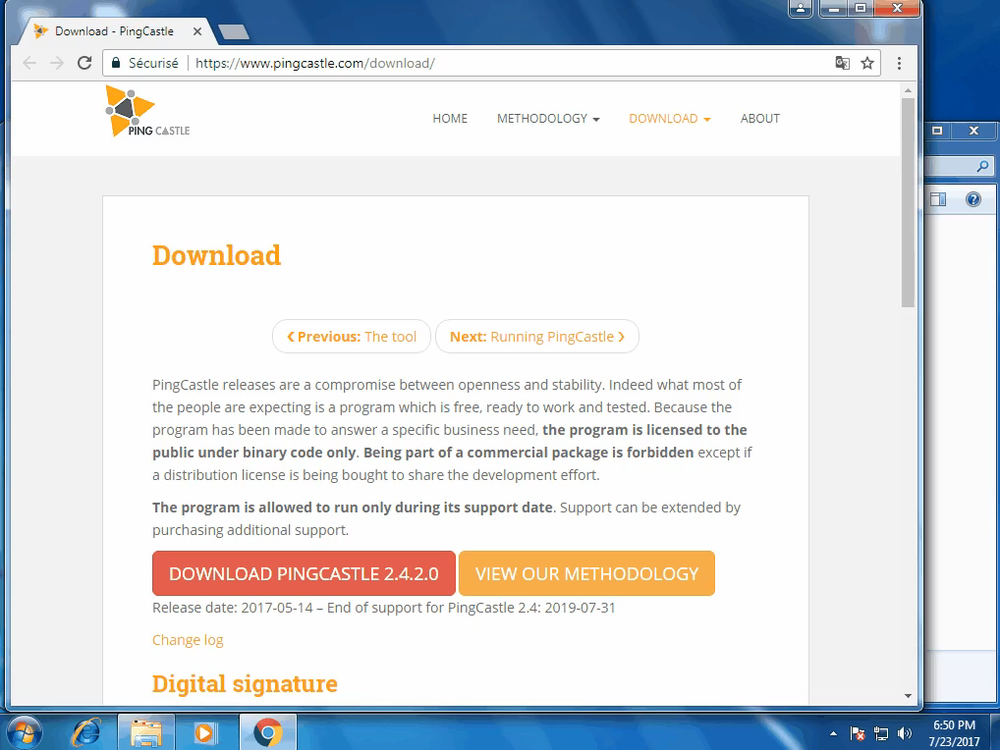 Download - PingCastle
Sécurisé
https://www.pingcastle.com/download/
PING CASTLE
HOME
METHODOLOGY
DOWNLOAD
ABOUT
Download
Previous: The tool
Next: Running PingCastle
PingCastle releases are a compromise between openness and stability. Indeed what most of
the people are expecting is a program which is free, ready to work and tested. Because the
program has been made to answer a specific business need, the program is licensed to the
public under binary code only. Being part of a commercial package is forbidden except if
a distribution license is being bought to share the development effort.
The program is allowed to run only during its support date. Support can be extended by
purchasing additional support.
DOWNLOAD PINGCASTLE 2.4.2.0
VIEW OUR METHODOLOGY
Release date: 2017-05-14 – End of support for PingCastle 2.4: 2019-07-31
Change log
Digital signature
6:50 PM
7/23/2017